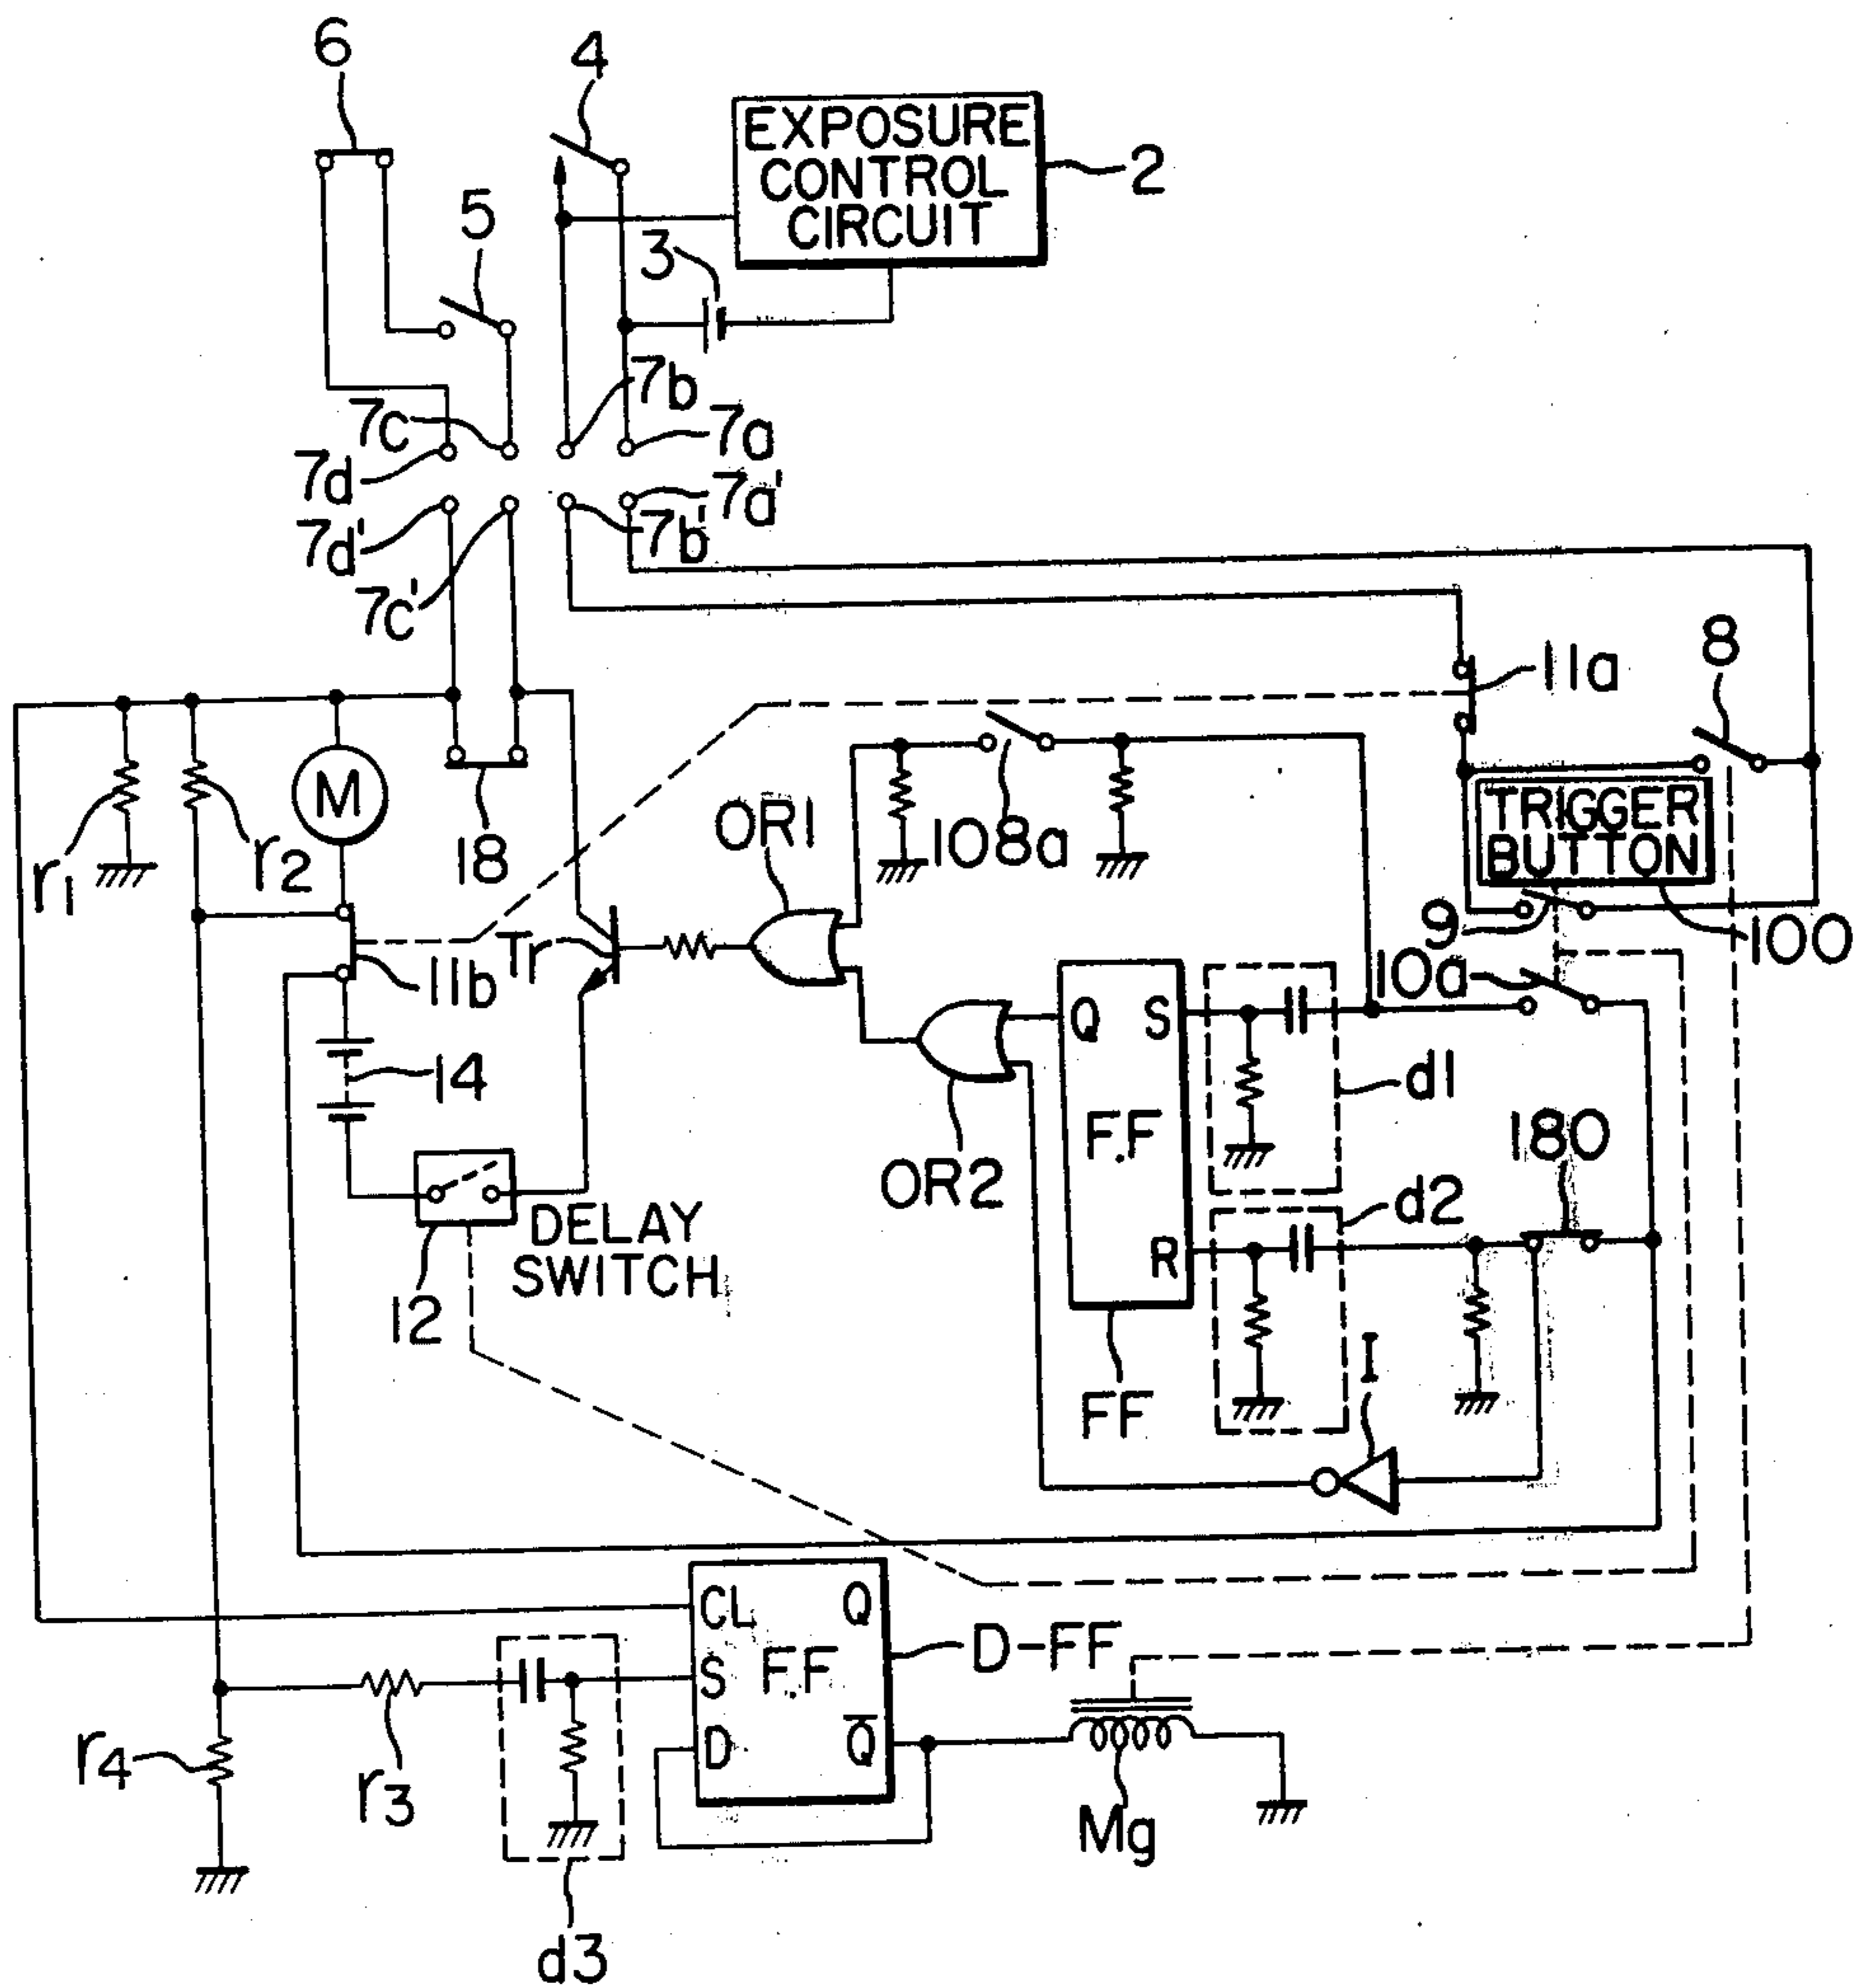 6
4
EXPOSURE
CONTROL
CIRCUIT
2
5
3
7b
7c
7a
7d
7a'
7d'
7b'
7c'
8
11a
M
OR1
108a
TRIGGER
BUTTON
r1
r2
18
9
100
Tr
11b
10a
Q
S
14
d1
F.F
180
OR2
d2
DELAY
SWITCH
R
12
I
FF
CL
Q
D-FF
S
F.F
D
Q̅
r4
r3
Mg
d3